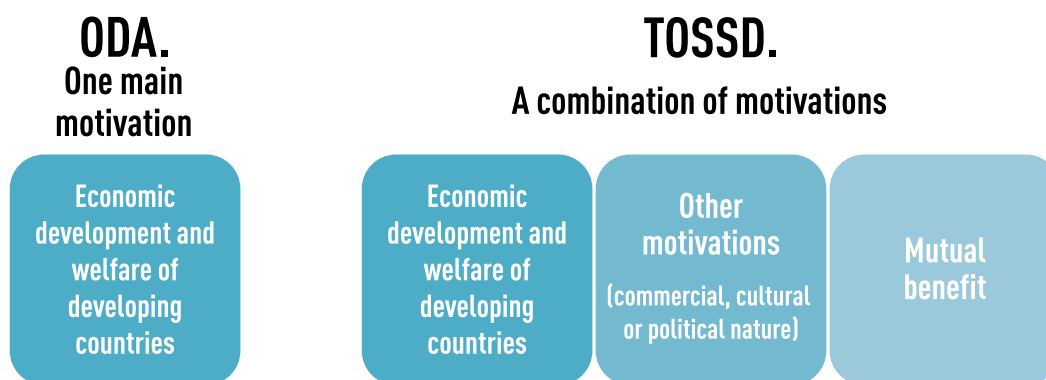 ODA.
One main
motivation
Economic
development and
welfare of
developing
countries
TOSSD.
A combination of motivations
Economic
development and
welfare of
developing
countries
Other
motivations
(commercial, cultural
or political nature)
Mutual
benefit